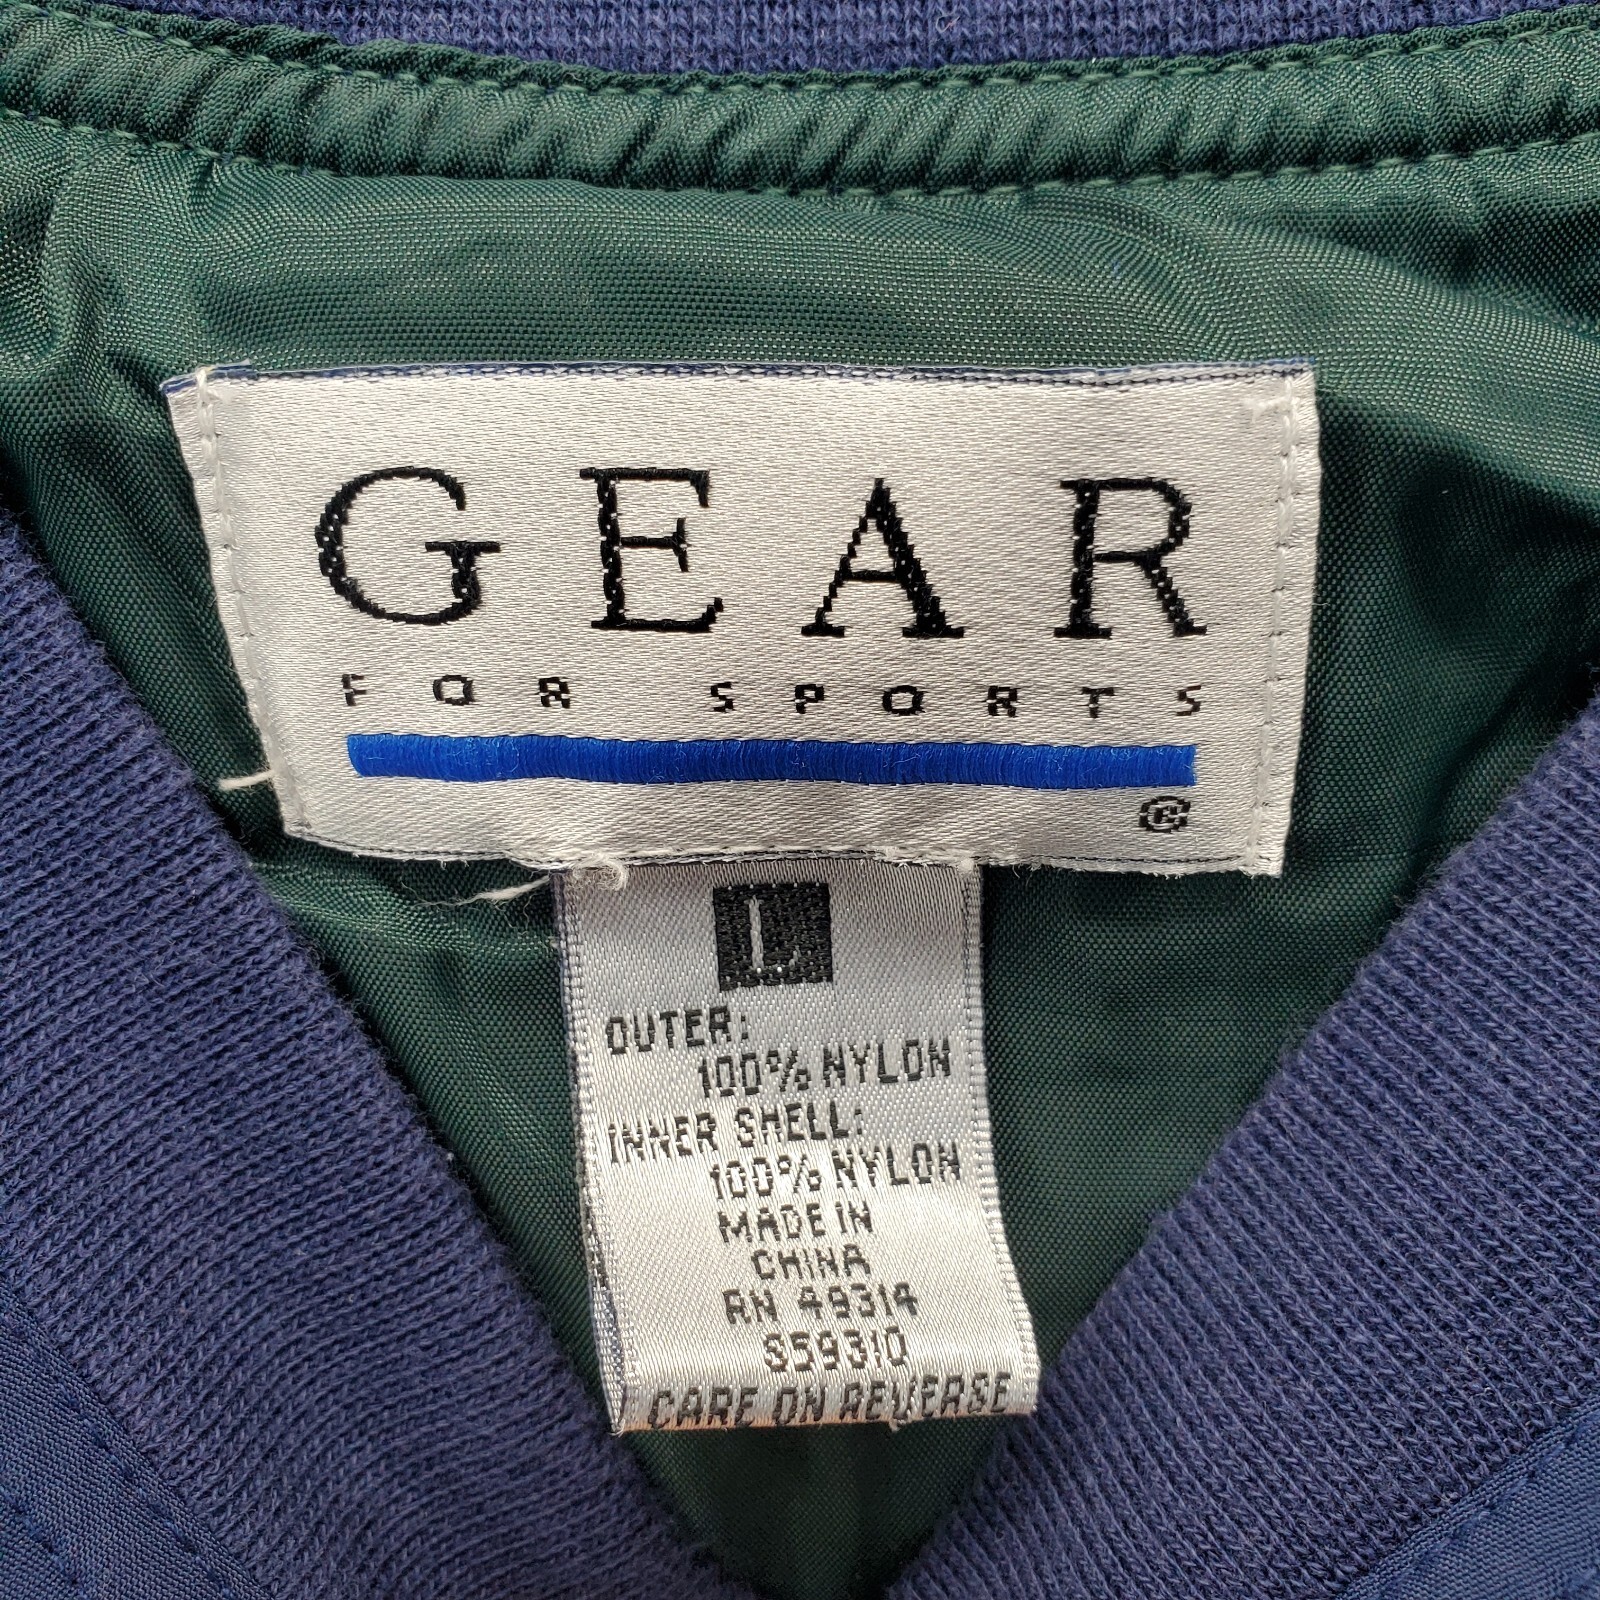 GEAR
FOR SPORTS
®
L
OUTER:
100% NYLON
INNER SHELL:
100% NYLON
MADE IN
CHINA
RN 49314
S59310
CARE ON REVERSE